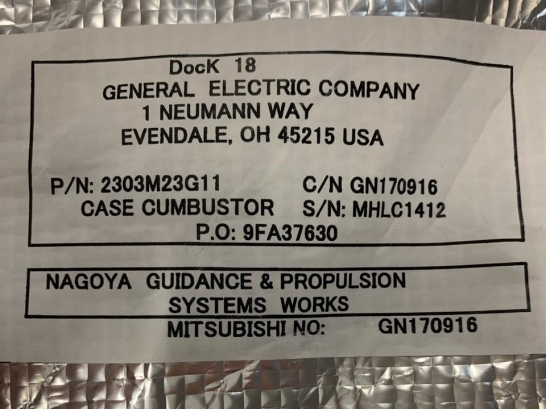 DocK 18
GENERAL ELECTRIC COMPANY
1 NEUMANN WAY
EVENDALE, OH 45215 USA
P/N: 2303M23G11 C/N GN170916
CASE CUMBUSTOR S/N: MHLC1412
P.O: 9FA37630
NAGOYA GUIDANCE & PROPULSION
SYSTEMS WORKS
MITSUBISHI NO: GN170916